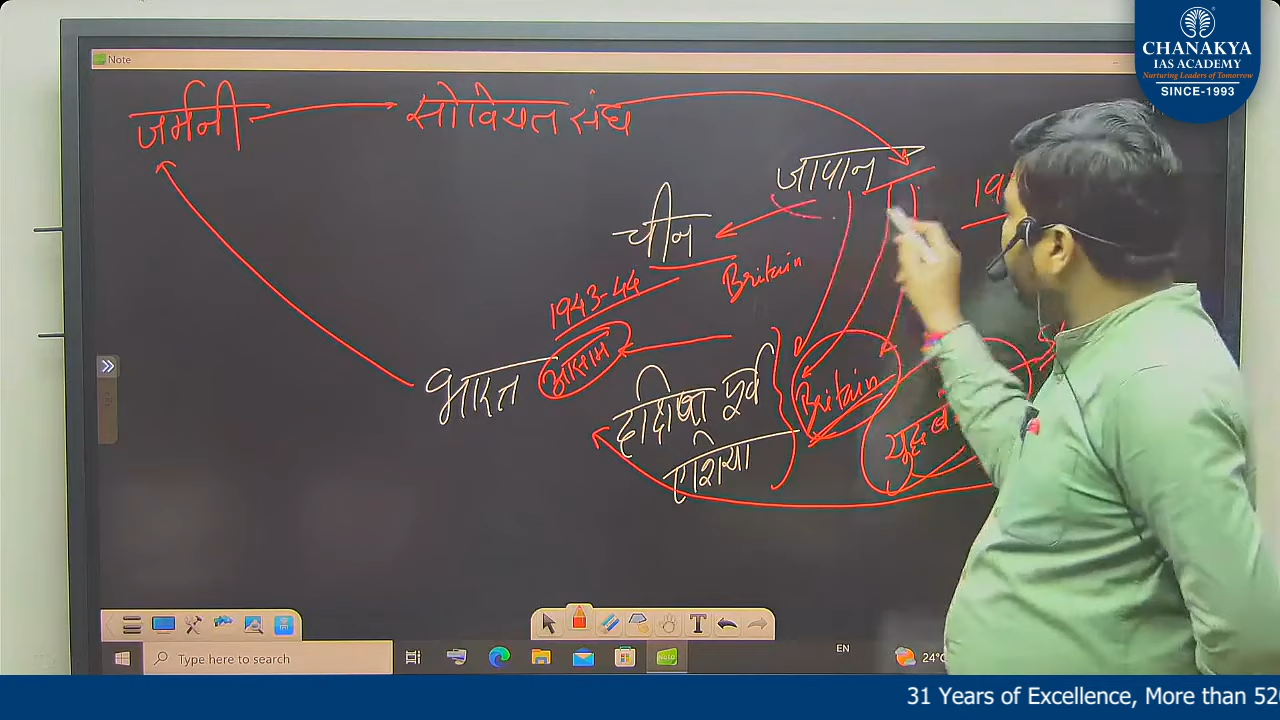 Note
CHANAKYA
IAS ACADEMY
Nurturing Leaders of Tomorrow
SINCE-1993
जर्मनी
सोवियत संघ
जापान
चीन
Britain
1943-44
भारत
आसाम
दक्षिण पूर्व
एशिया
Britain
Type here to search
EN
24°C
31 Years of Excellence, More than 520